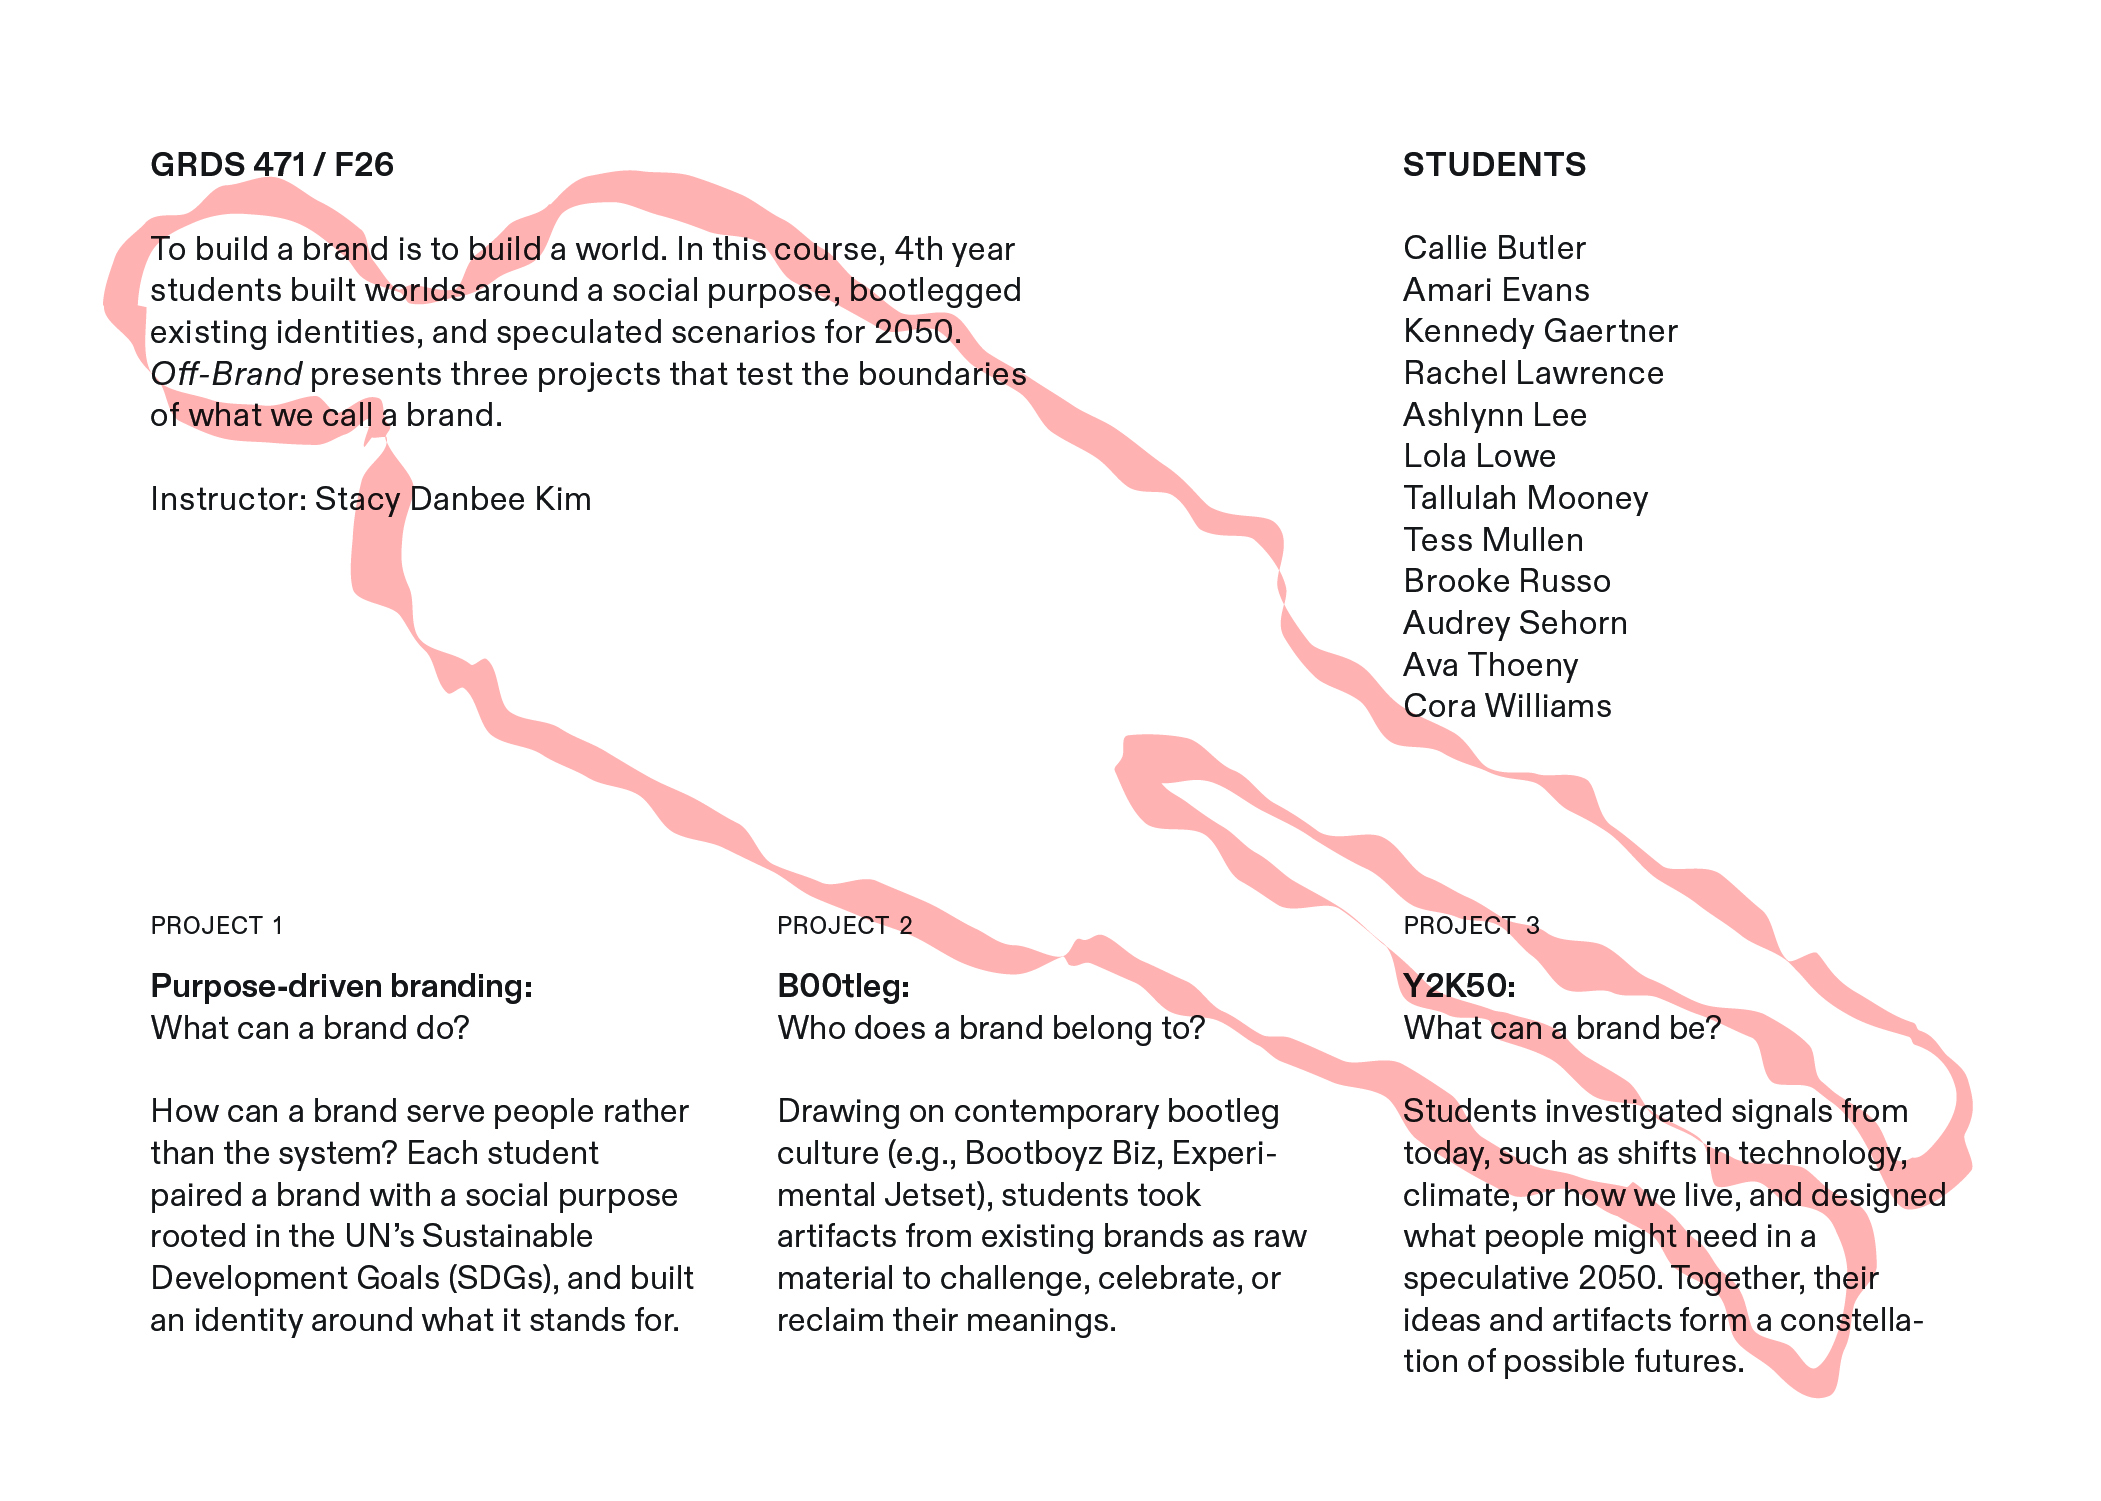 GRDS 471 / F26
To build a brand is to build a world. In this course, 4th year
students built worlds around a social purpose, bootlegged
existing identities, and speculated scenarios for 2050.
Off-Brand presents three projects that test the boundaries
of what we call a brand.
Instructor: Stacy Danbee Kim
STUDENTS
Callie Butler
Amari Evans
Kennedy Gaertner
Rachel Lawrence
Ashlynn Lee
Lola Lowe
Tallulah Mooney
Tess Mullen
Brooke Russo
Audrey Sehorn
Ava Thoeny
Cora Williams
PROJECT 1
Purpose-driven branding:
What can a brand do?
How can a brand serve people rather
than the system? Each student
paired a brand with a social purpose
rooted in the UN’s Sustainable
Development Goals (SDGs), and built
an identity around what it stands for.
PROJECT 2
B00tleg:
Who does a brand belong to?
Drawing on contemporary bootleg
culture (e.g., Bootboyz Biz, Experi-
mental Jetset), students took
artifacts from existing brands as raw
material to challenge, celebrate, or
reclaim their meanings.
PROJECT 3
Y2K50:
What can a brand be?
Students investigated signals from
today, such as shifts in technology,
climate, or how we live, and designed
what people might need in a
speculative 2050. Together, their
ideas and artifacts form a constella-
tion of possible futures.